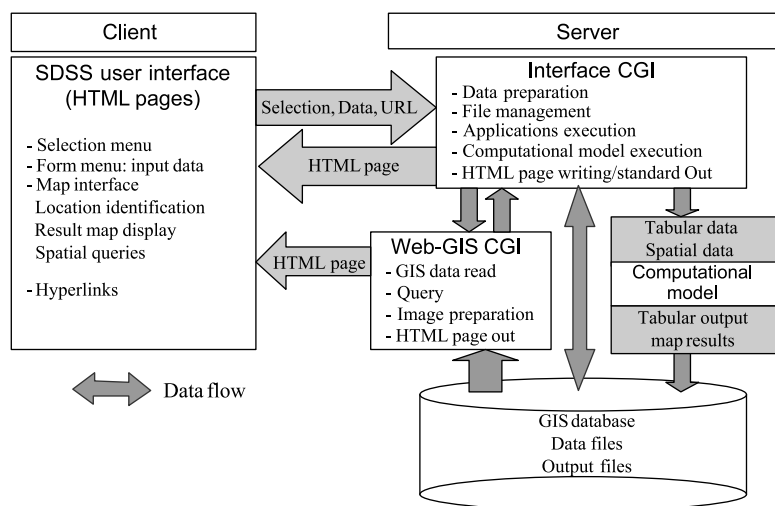 Client
Server
SDSS user interface
(HTML pages)
- Selection menu
- Form menu: input data
- Map interface
Location identification
Result map display
Spatial queries
- Hyperlinks
Selection, Data, URL
HTML page
HTML page
Interface CGI
- Data preparation
- File management
- Applications execution
- Computational model execution
- HTML page writing/standard Out
Web-GIS CGI
- GIS data read
- Query
- Image preparation
- HTML page out
Tabular data
Spatial data
Computational
model
Tabular output
map results
Data flow
GIS database
Data files
Output files